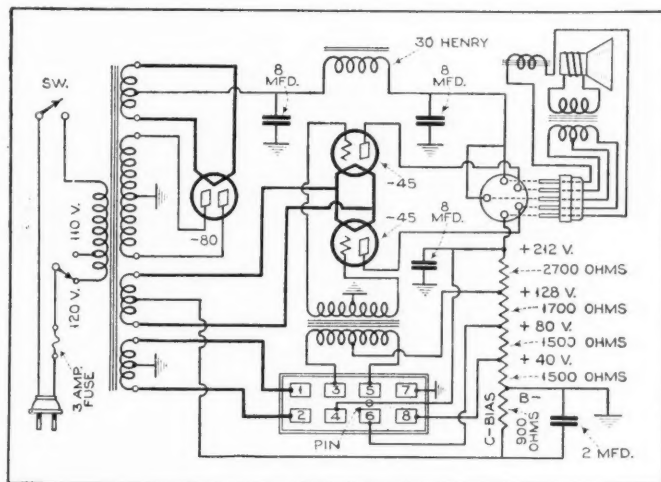 30 HENRY
SW.
8
MFD.
8
MFD.
-45
110 V.
-80
-45
8
MFD.
120 V.
3 AMP.
FUSE
+ 212 V.
2700 OHMS
+ 128 V.
1700 OHMS
+ 80 V.
1500 OHMS
+ 40 V.
1500 OHMS
1 3 5 7
2 4 6 8
PIN
C-BIAS
900
OHMS
B-
2 MFD.